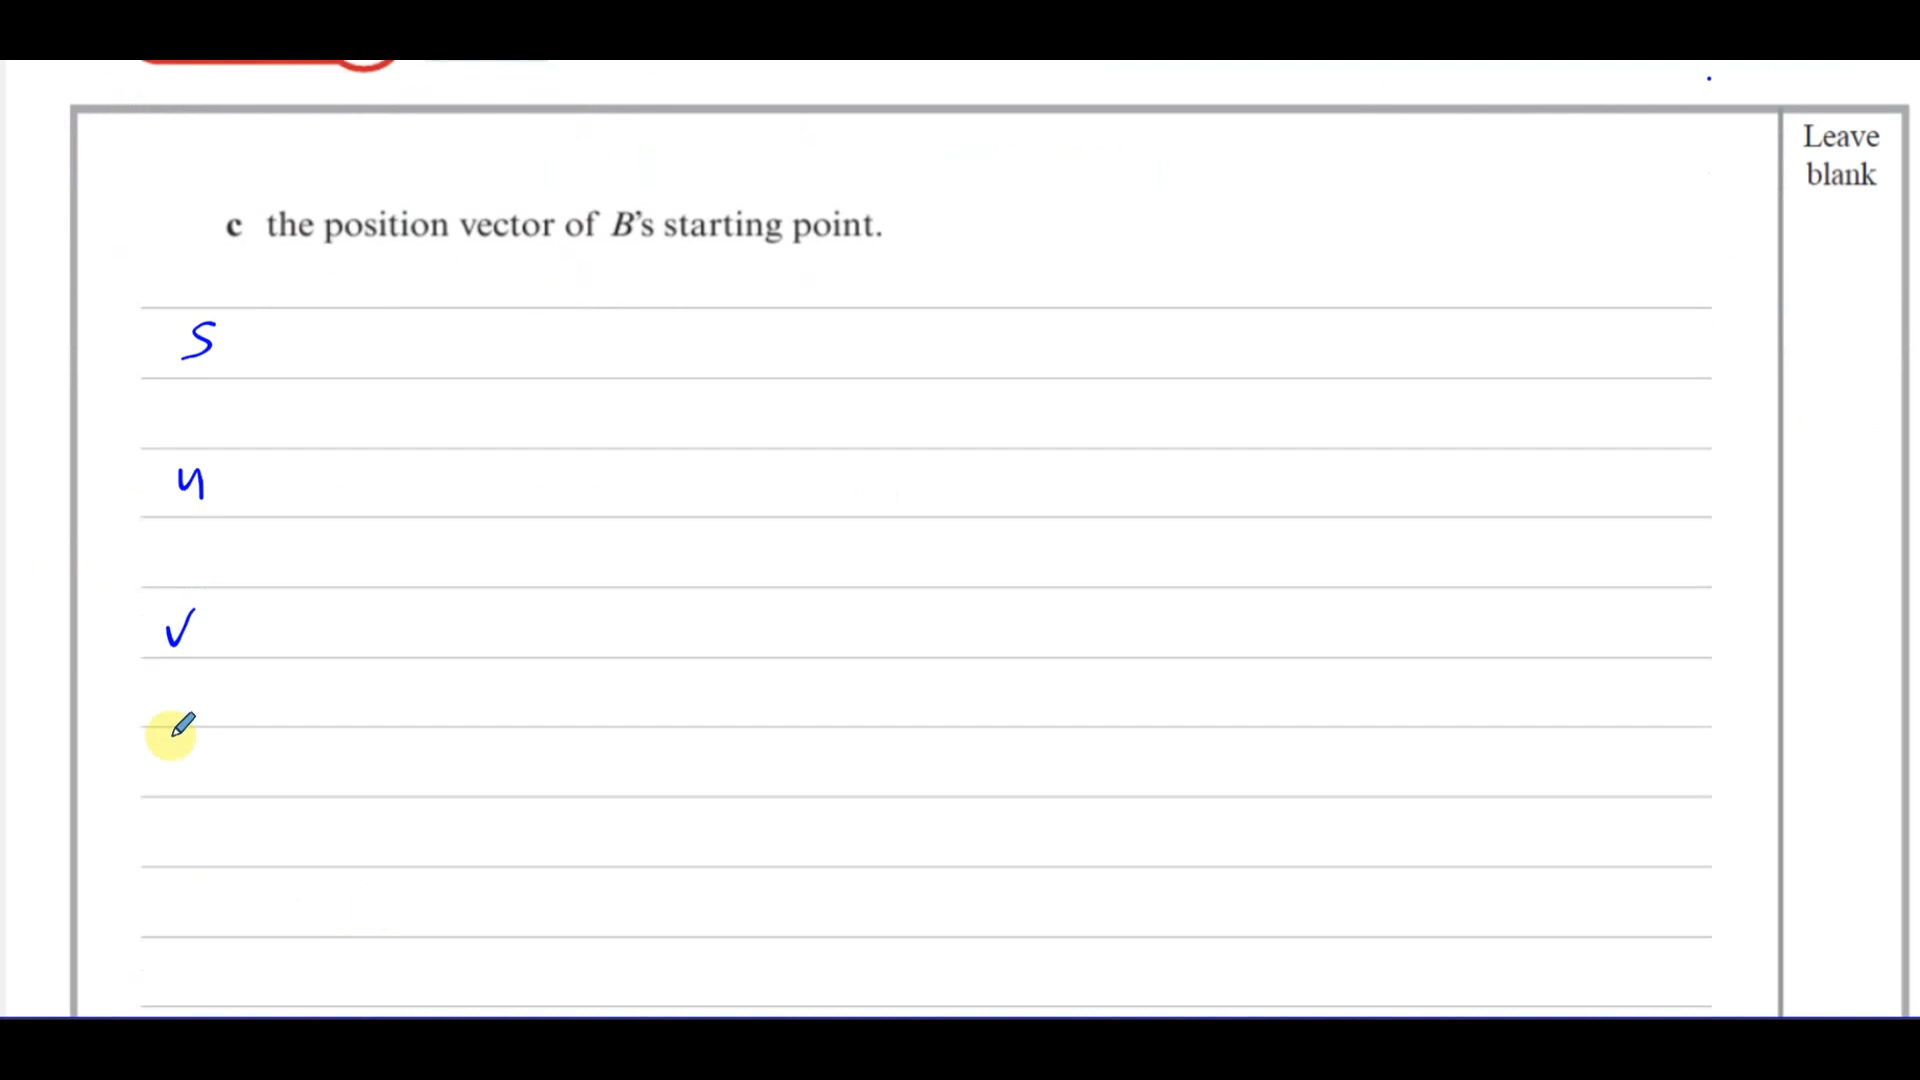 Leave
blank
c the position vector of B's starting point.
s
u
v